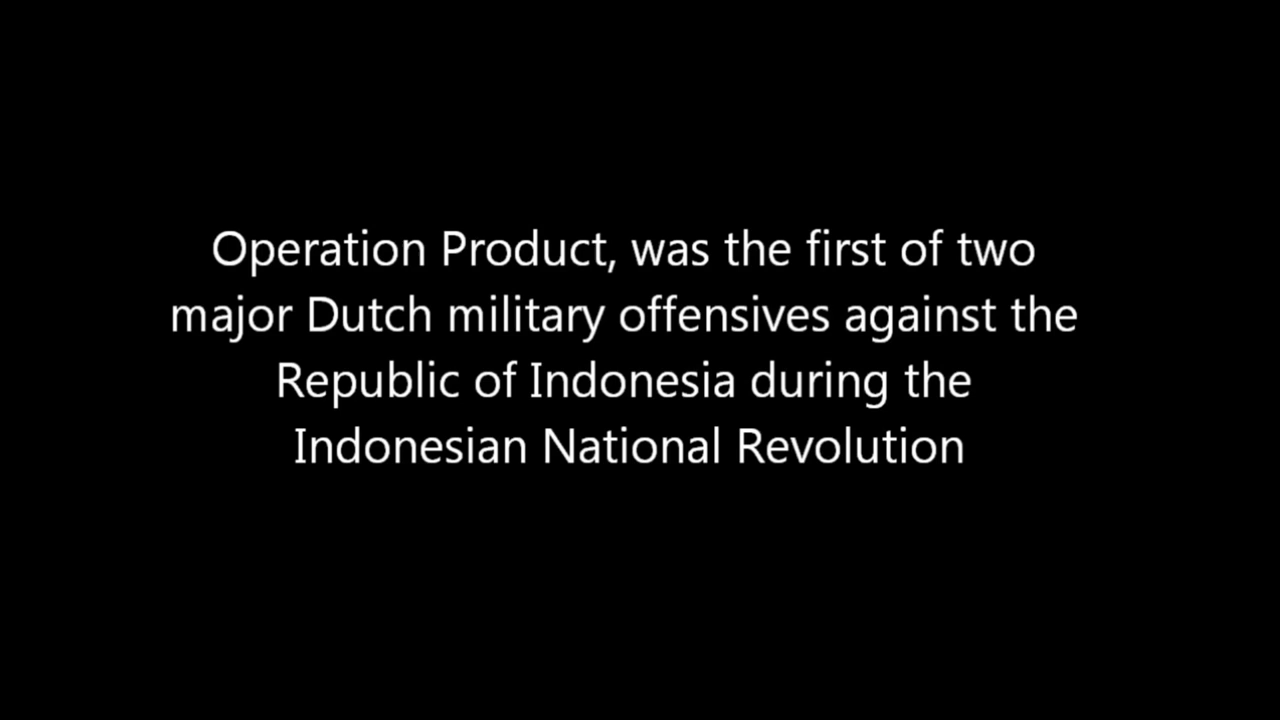 Operation Product, was the first of two
major Dutch military offensives against the
Republic of Indonesia during the
Indonesian National Revolution